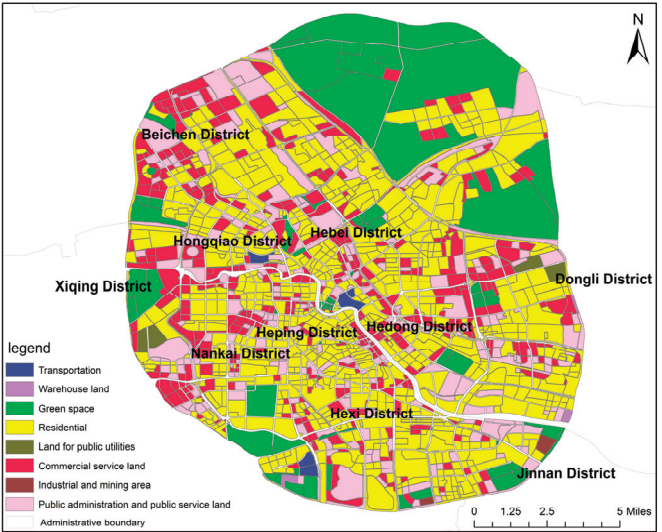 N
Beichen District
Hebei District
Hongqiao District
Xiqing District
Dongli District
Heping District
Hedong District
Nankai District
Hexi District
Jinnan District
legend
Transportation
Warehouse land
Green space
Residential
Land for public utilities
Commercial service land
Industrial and mining area
Public administration and public service land
Administrative boundary
0 1.25 2.5 5 Miles